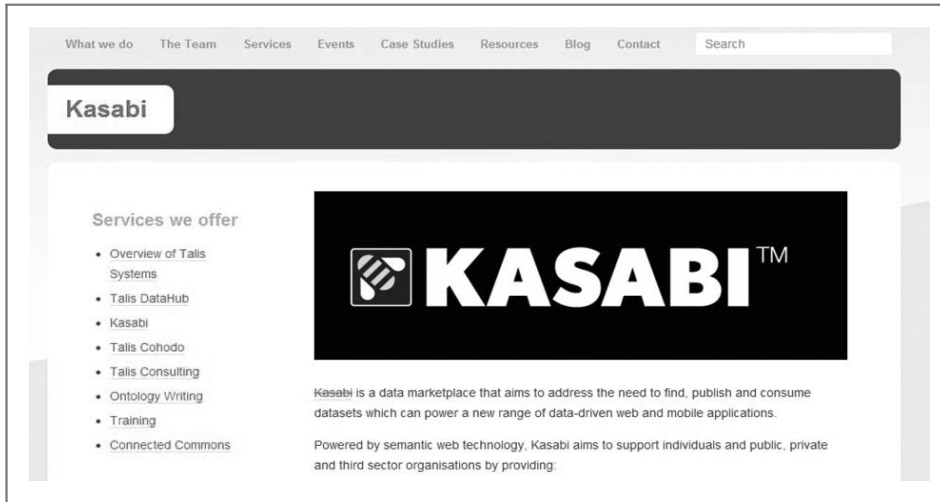 What we do The Team Services Events Case Studies Resources Blog Contact Search
Kasabi
Services we offer
• Overview of Talis
Systems
• Talis DataHub
• Kasabi
• Talis Cohodo
• Talis Consulting
• Ontology Writing
• Training
• Connected Commons
KASABI™
Kasabi is a data marketplace that aims to address the need to find, publish and consume
datasets which can power a new range of data-driven web and mobile applications.
Powered by semantic web technology, Kasabi aims to support individuals and public, private
and third sector organisations by providing: